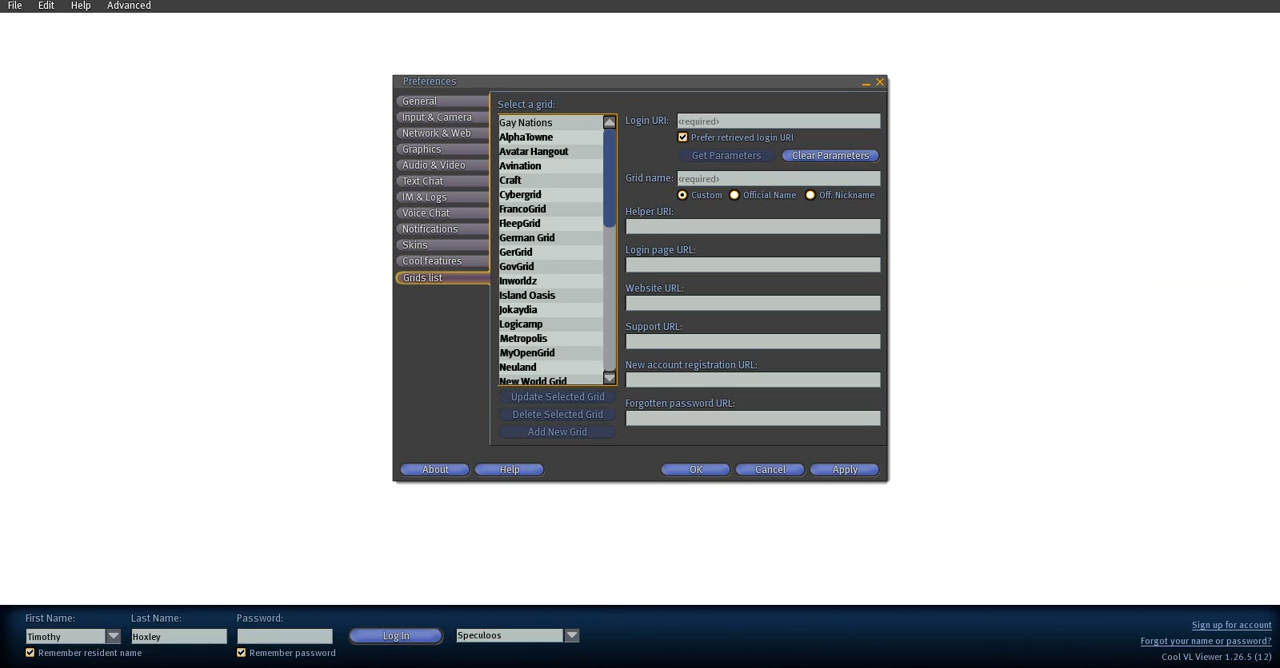 File Edit Help Advanced
Preferences
General
Input & Camera
Network & Web
Graphics
Audio & Video
Text Chat
IM & Logs
Voice Chat
Notifications
Skins
Cool features
Grids list
Select a grid:
Gay Nations
AlphaTowne
Avatar Hangout
Avination
Craft
Cybergrid
FrancoGrid
FleepGrid
German Grid
GerGrid
GovGrid
Inworldz
Island Oasis
Jokaydia
Logicamp
Metropolis
MyOpenGrid
Neuland
New World Grid
Update Selected Grid
Delete Selected Grid
Add New Grid
Login URI: <required>
Prefer retrieved login URI
Get Parameters Clear Parameters
Grid name: <required>
Custom Official Name Off. Nickname
Helper URI:
Login page URL:
Website URL:
Support URL:
New account registration URL:
Forgotten password URL:
About Help OK Cancel Apply
First Name: Last Name: Password:
Timothy Hoxley Log In Speculoos
Remember resident name Remember password
Sign up for account
Forgot your name or password?
Cool VL Viewer 1.26.5 (12)